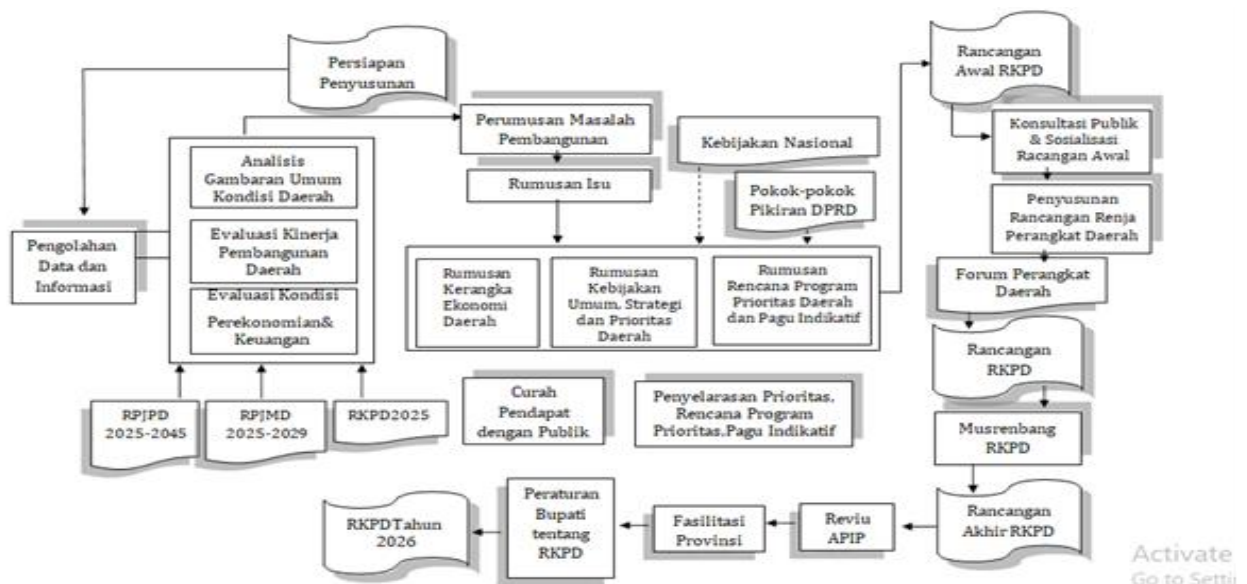 Persiapan
Penyusunan
Pengolahan
Data dan
Informasi
Analisis
Gambaran Umum
Kondisi Daerah
Evaluasi Kinerja
Pembangunan
Daerah
Evaluasi Kondisi
Perekonomian&
Keuangan
RPJPD
2025-2045
RPJMD
2025-2029
RKPD2025
Perumusan Masalah
Pembangunan
Rumusan Isu
Kebijakan Nasional
Pokok-pokok
Pikiran DPRD
Rumusan
Kerangka
Ekonomi
Daerah
Rumusan
Kebijakan
Umum, Strategi
dan Prioritas
Daerah
Rumusan
Rencana Program
Prioritas Daerah
dan Pagu Indikatif
Curah
Pendapat
dengan Publik
Penyelarasan Prioritas,
Rencana Program
Prioritas,Pagu Indikatif
Rancangan
Awal RKPD
Konsultasi Publik
& Sosialisasi
Racangan Awal
Penyusunan
Rancangan Renja
Perangkat Daerah
Forum Perangkat
Daerah
Rancangan
RKPD
Musrenbang
RKPD
Rancangan
Akhir RKPD
Reviu
APIP
Fasilitasi
Provinsi
Peraturan
Bupati
tentang
RKPD
RKPDTahun
2026
Activate
Go to Setti